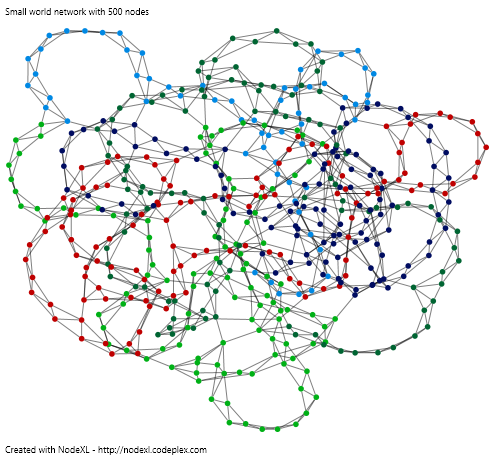 Small world network with 500 nodes
Created with NodeXL - http://nodexl.codeplex.com